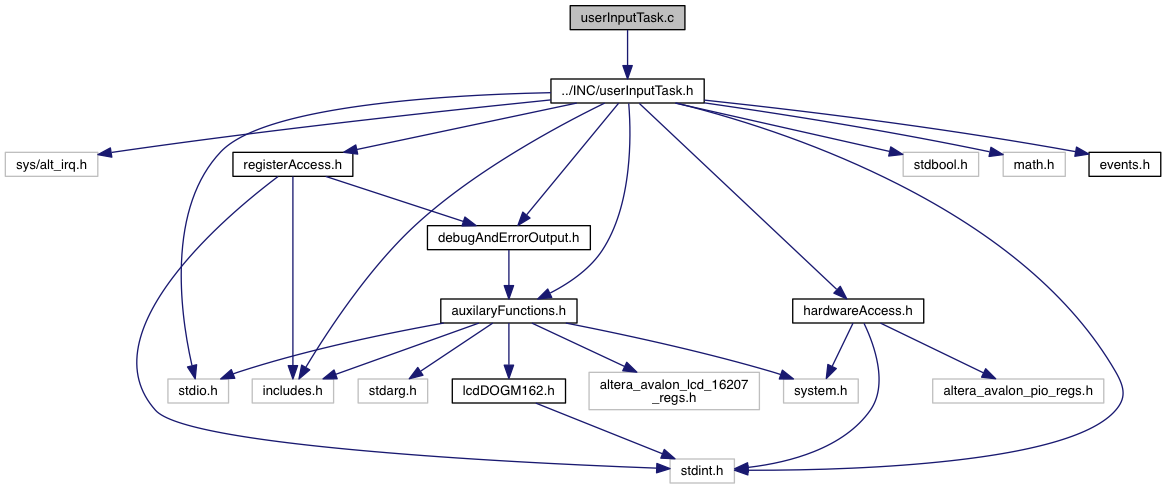 userInputTask.c
../INC/userInputTask.h
sys/alt_irq.h
registerAccess.h
stdbool.h
math.h
events.h
debugAndErrorOutput.h
auxilaryFunctions.h
hardwareAccess.h
stdio.h
includes.h
stdarg.h
lcdDOGM162.h
altera_avalon_lcd_16207
_regs.h
system.h
altera_avalon_pio_regs.h
stdint.h